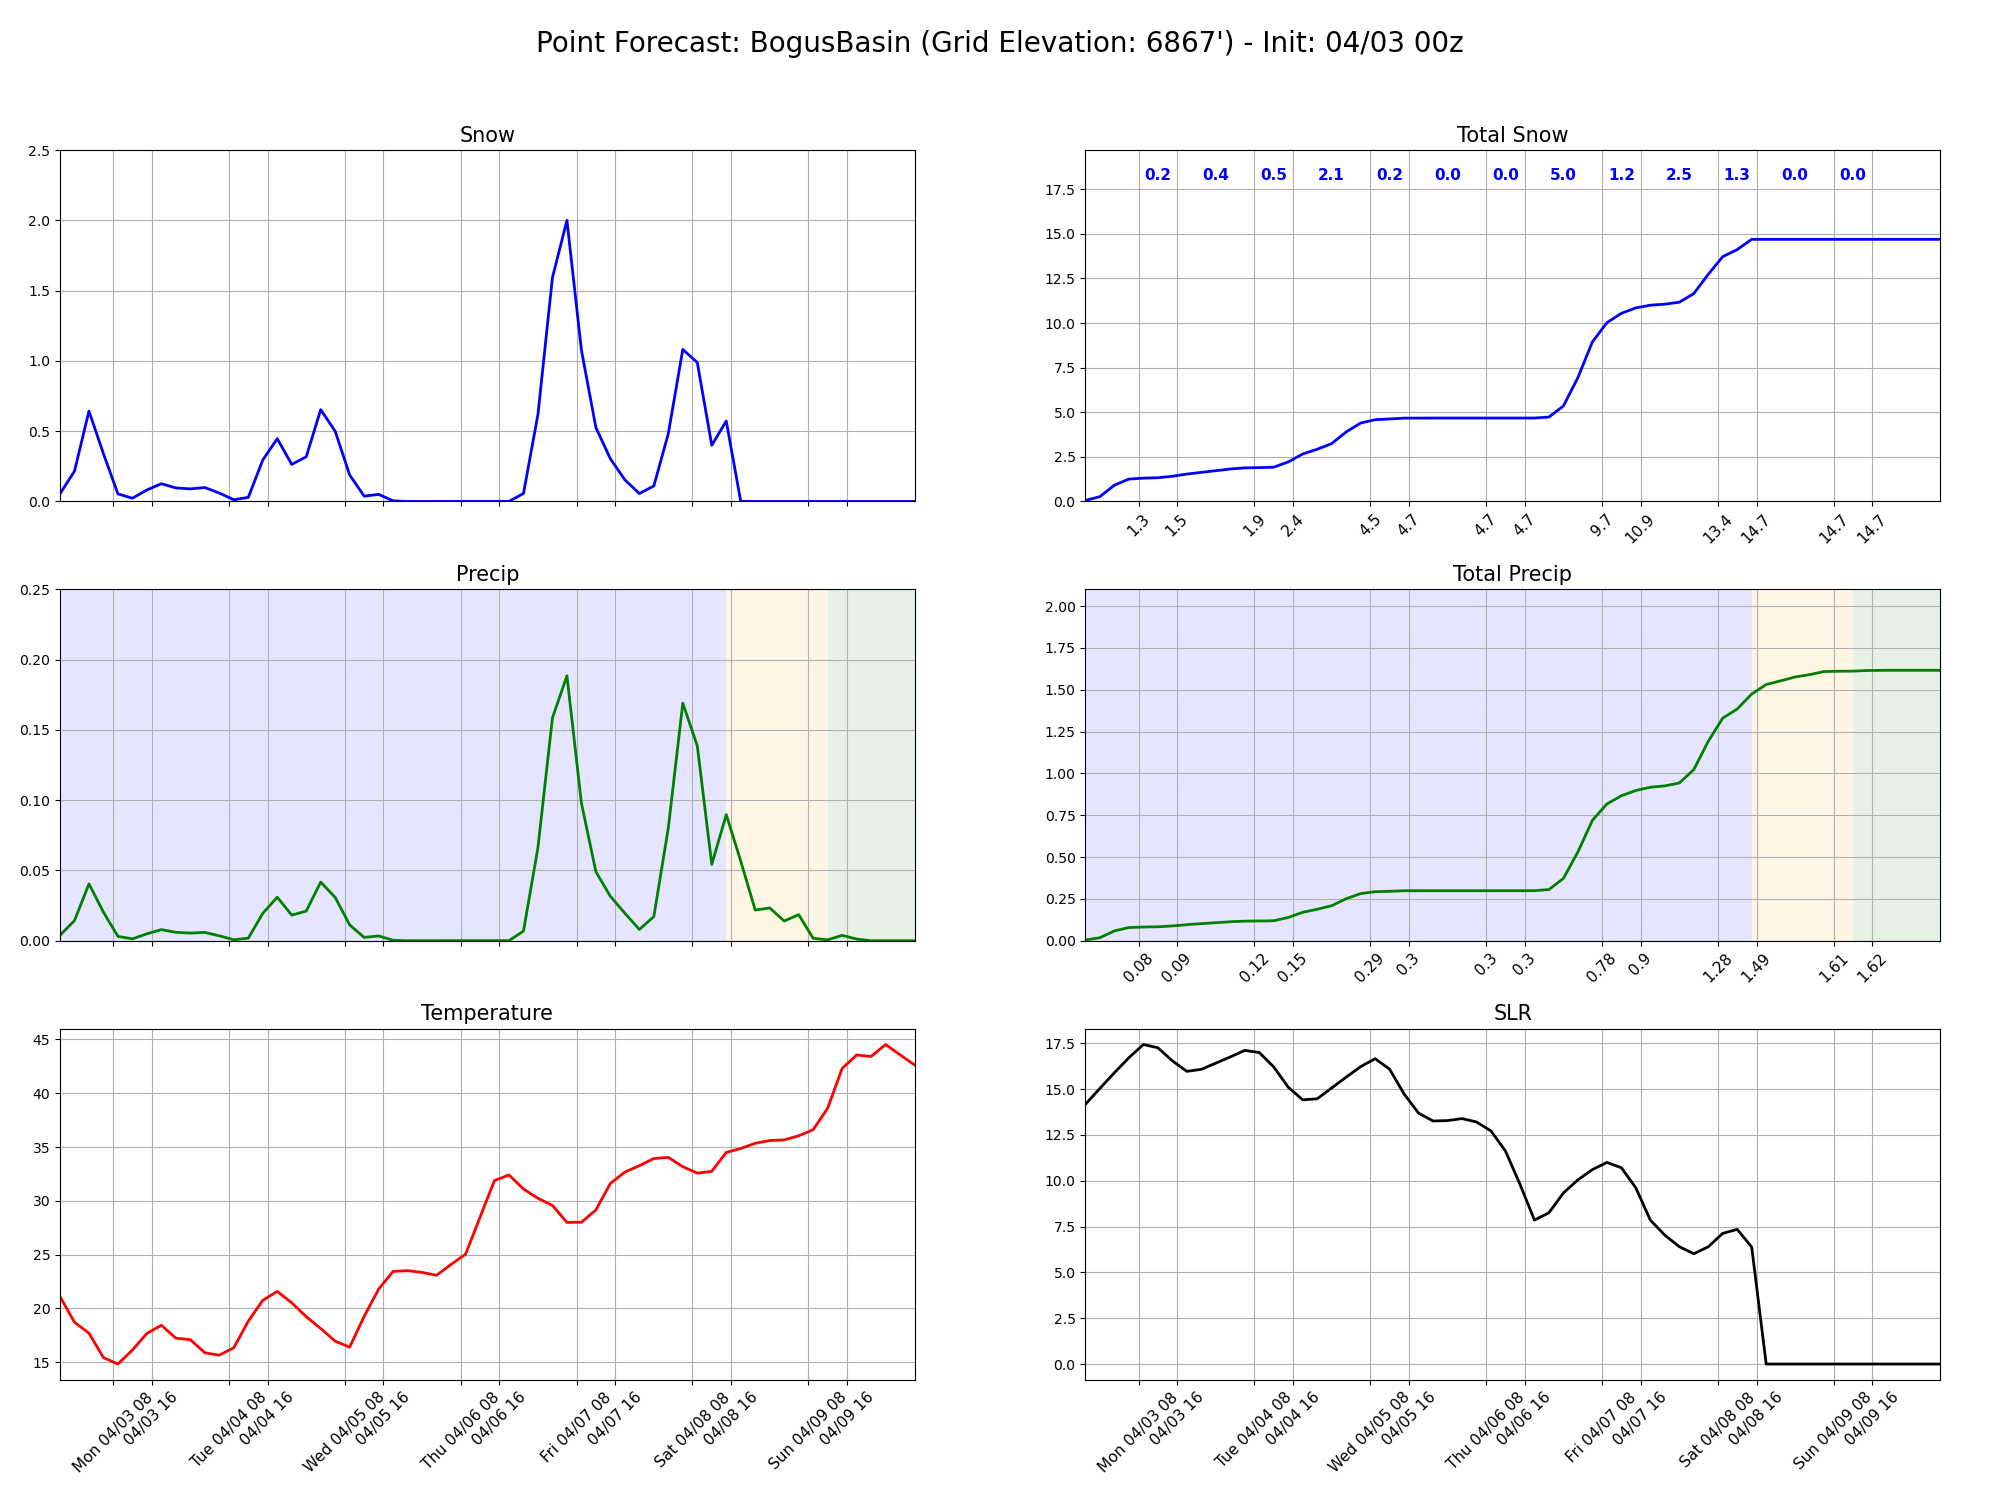 Point Forecast: BogusBasin (Grid Elevation: 6867') - Init: 04/03 00z
Snow
2.5
2.0
1.5
1.0
0.5
0.0
Total Snow
0.2 0.4 0.5 2.1 0.2 0.0 0.0 5.0 1.2 2.5 1.3 0.0 0.0
17.5
15.0
12.5
10.0
7.5
5.0
2.5
0.0
1.3 1.5 1.9 2.4 4.5 4.7 4.7 4.7 9.7 10.9 13.4 14.7 14.7 14.7
Precip
0.25
0.20
0.15
0.10
0.05
0.00
Total Precip
2.00
1.75
1.50
1.25
1.00
0.75
0.50
0.25
0.00
0.08 0.09 0.12 0.15 0.29 0.3 0.3 0.3 0.78 0.9 1.28 1.49 1.61 1.62
Temperature
45
40
35
30
25
20
15
Mon 04/03 08
04/03 16
Tue 04/04 08
04/04 16
Wed 04/05 08
04/05 16
Thu 04/06 08
04/06 16
Fri 04/07 08
04/07 16
Sat 04/08 08
04/08 16
Sun 04/09 08
04/09 16
SLR
17.5
15.0
12.5
10.0
7.5
5.0
2.5
0.0
Mon 04/03 08
04/03 16
Tue 04/04 08
04/04 16
Wed 04/05 08
04/05 16
Thu 04/06 08
04/06 16
Fri 04/07 08
04/07 16
Sat 04/08 08
04/08 16
Sun 04/09 08
04/09 16